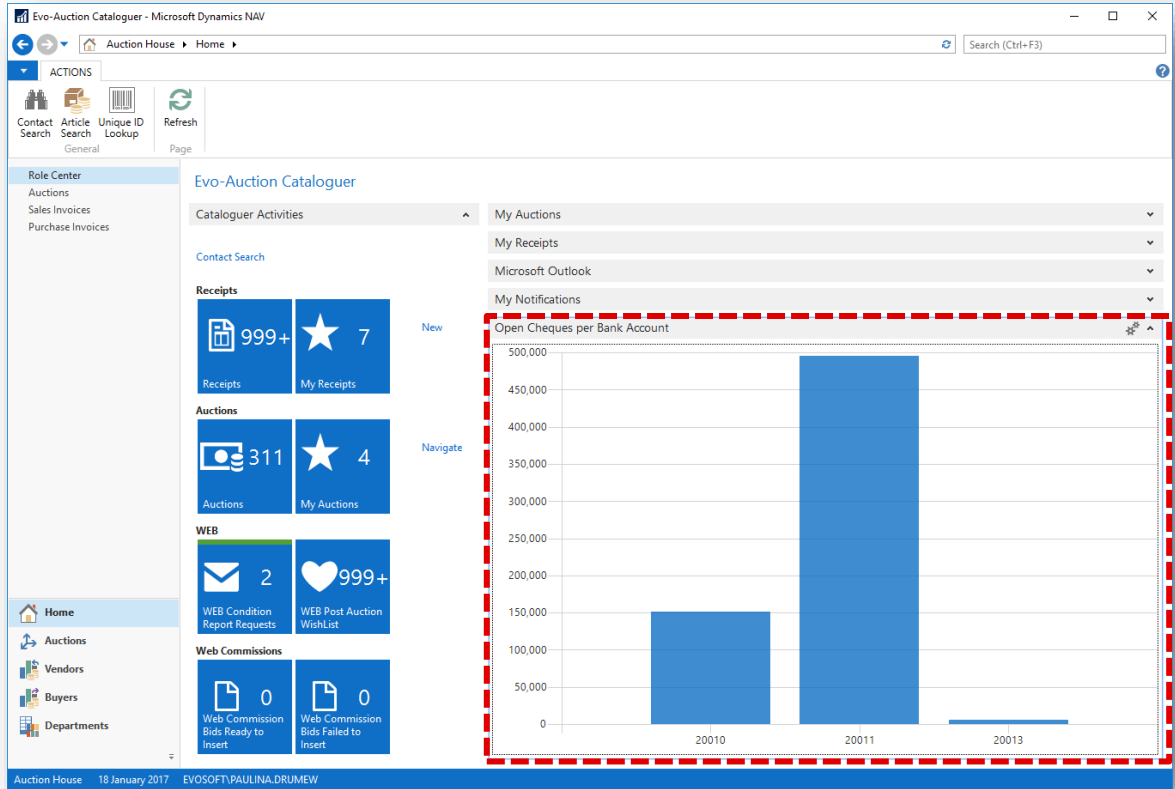 Evo-Auction Cataloguer - Microsoft Dynamics NAV
Auction House ▸ Home ▸
Search (Ctrl+F3)
ACTIONS
Contact Search
Article Search
Unique ID Lookup
Refresh
General
Page
Role Center
Auctions
Sales Invoices
Purchase Invoices
Home
Auctions
Vendors
Buyers
Departments
Evo-Auction Cataloguer
Cataloguer Activities
Contact Search
Receipts
999+
Receipts
7
My Receipts
New
Auctions
311
Auctions
4
My Auctions
Navigate
WEB
2
WEB Condition
Report Requests
999+
WEB Post Auction
WishList
Web Commissions
0
Web Commission
Bids Ready to
Insert
0
Web Commission
Bids Failed to
Insert
My Auctions
My Receipts
Microsoft Outlook
My Notifications
Open Cheques per Bank Account
500,000
450,000
400,000
350,000
300,000
250,000
200,000
150,000
100,000
50,000
0
20010
20011
20013
Auction House 18 January 2017 EVOSOFT\PAULINA.DRUMEW